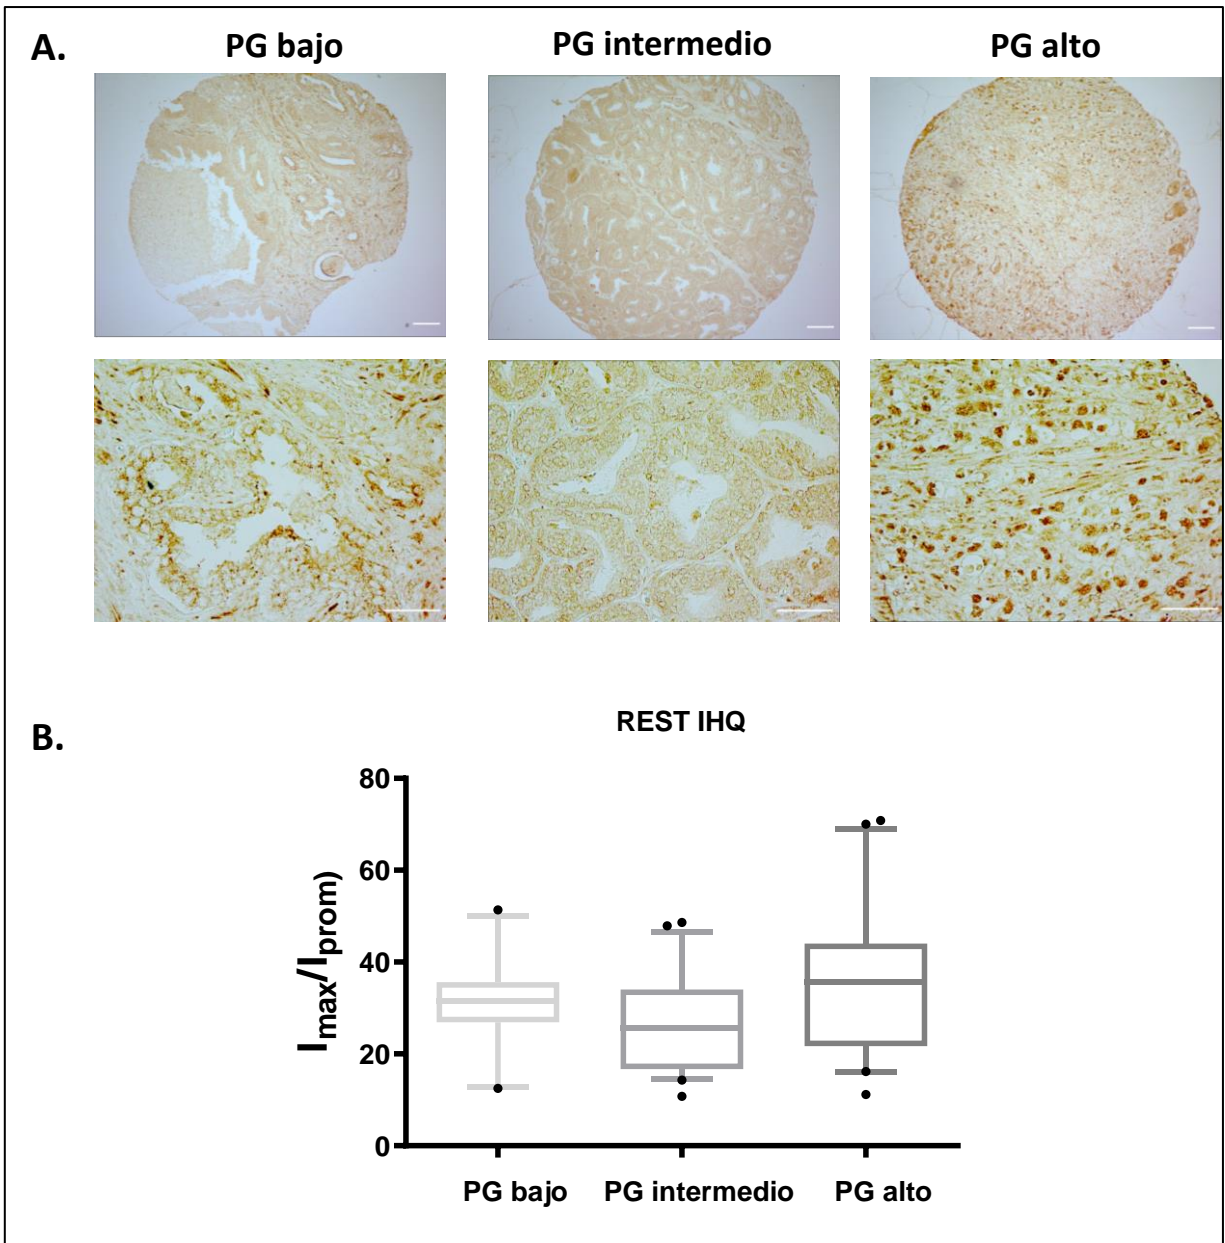 A.
PG bajo PG intermedio PG alto
B.
REST IHQ
Imax/Iprom)
80
60
40
20
0
PG bajo PG intermedio PG alto